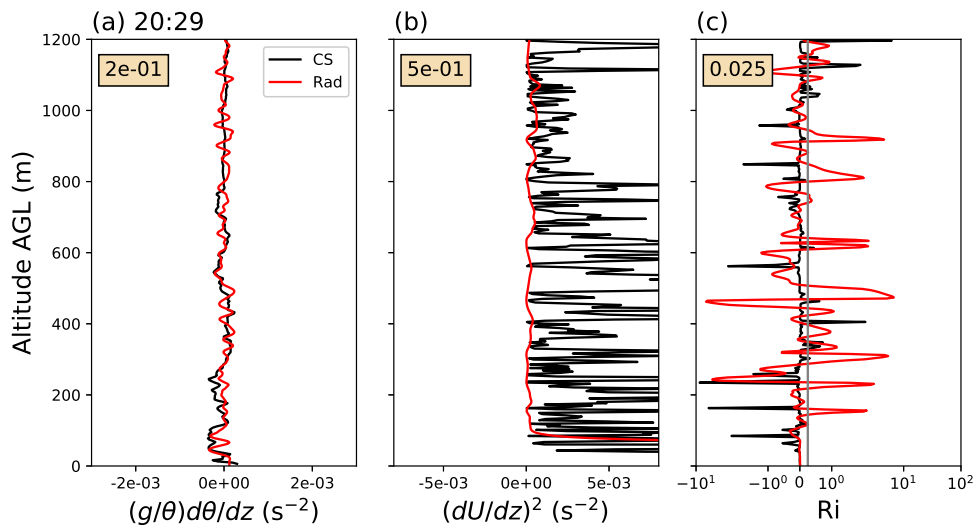 (a) 20:29
(b)
(c)
1200
1000
800
600
400
200
0
Altitude AGL (m)
2e-01
CS
Rad
5e-01
0.025
-2e-03
0e+00
2e-03
-5e-03
0e+00
5e-03
−10¹
−10⁰
0
10⁰
10¹
10²
(g/θ)dθ/dz (s⁻²)
(dU/dz)² (s⁻²)
Ri